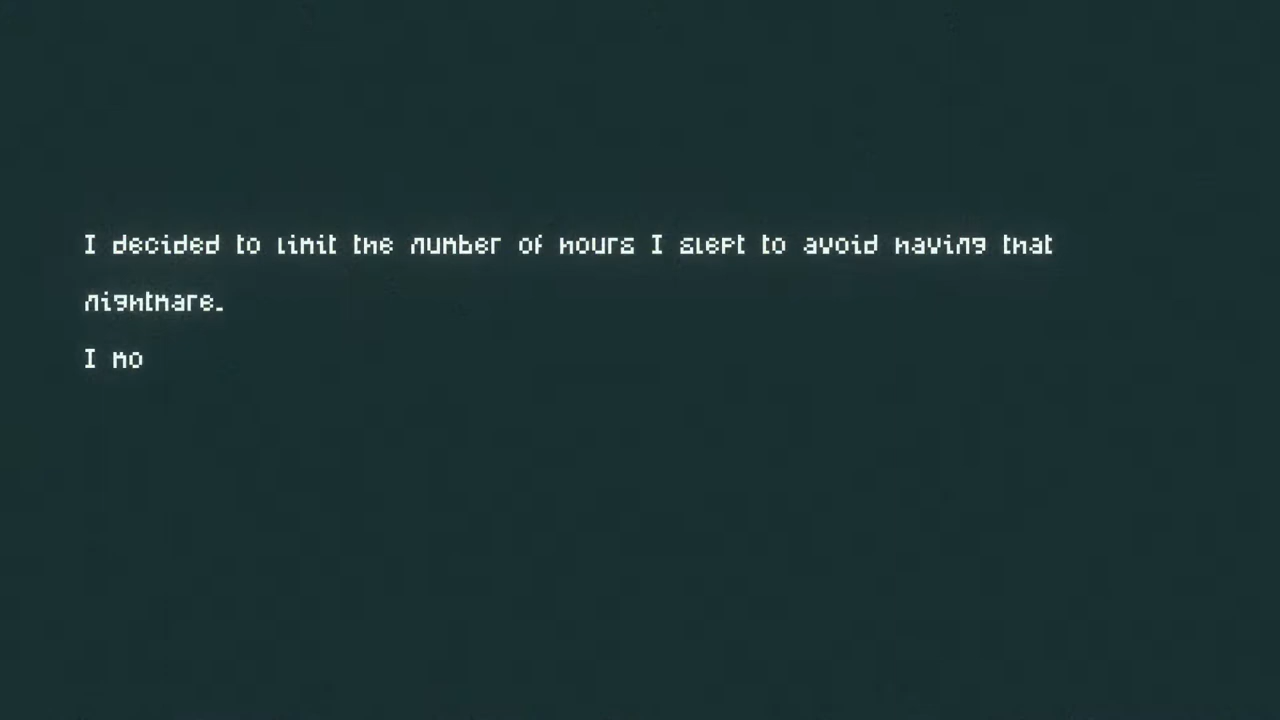 I decided to limit the number of hours I slept to avoid having that
nightmare.
I no